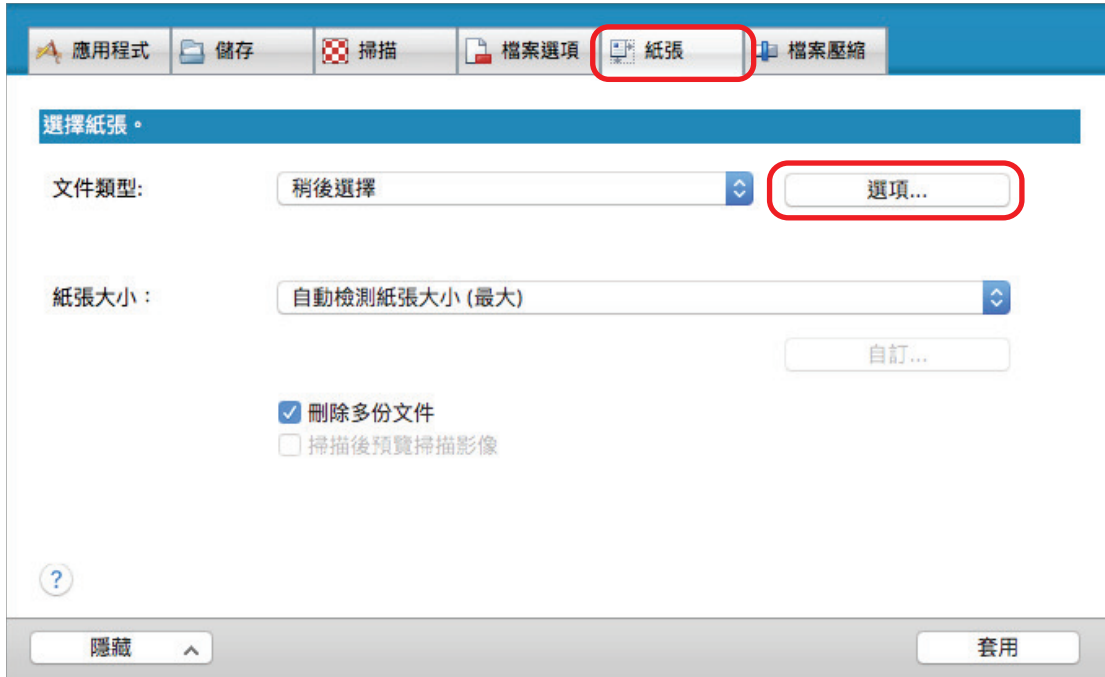 應用程式 儲存 掃描 檔案選項 紙張 檔案壓縮
選擇紙張。
文件類型: 稍後選擇 選項...
紙張大小： 自動檢測紙張大小 (最大)
自訂...
刪除多份文件
掃描後預覽掃描影像
?
隱藏 套用